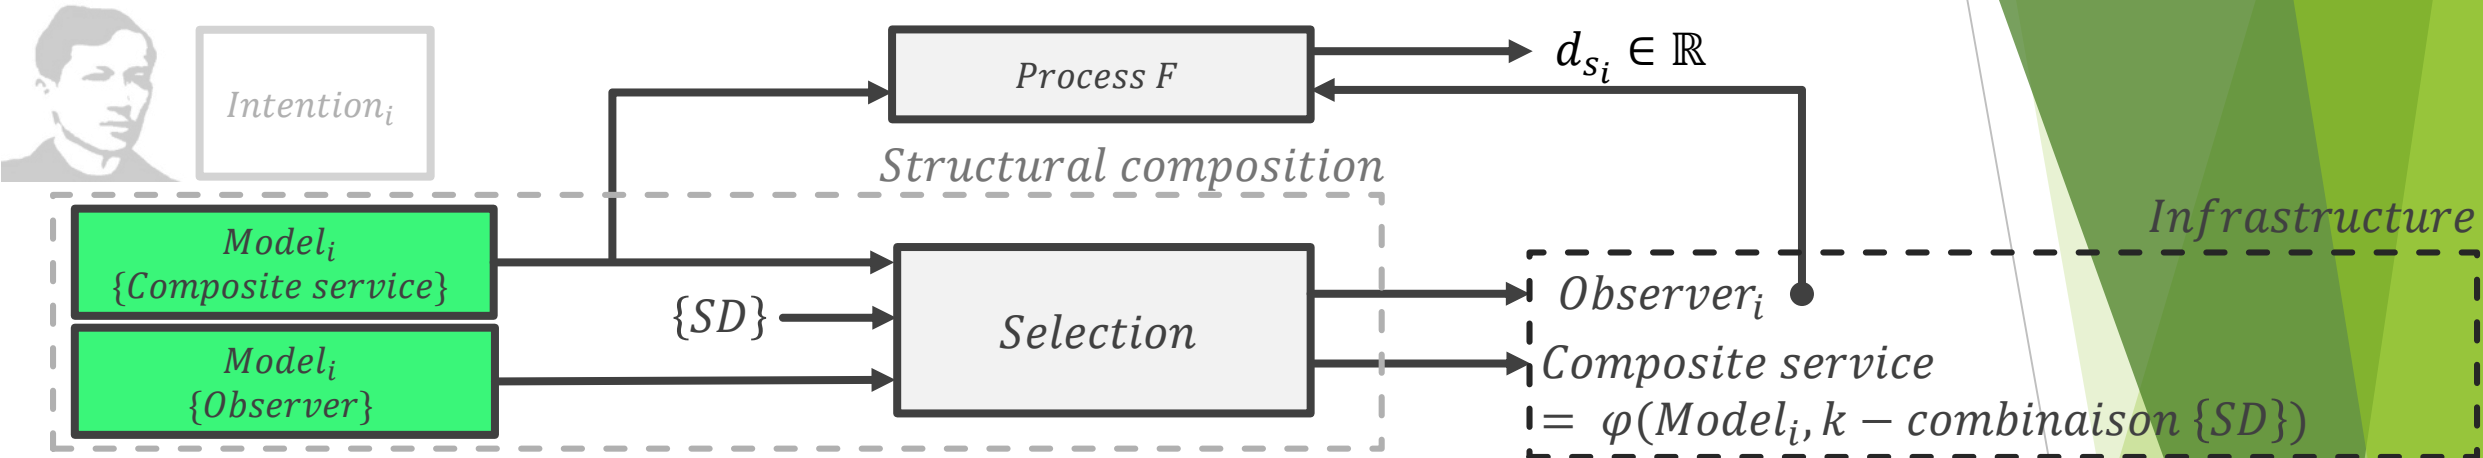 Intention_i
Process F
d_{s_i} ∈ ℝ
Structural composition
Infrastructure
Model_i
{Composite service}
{SD}
Selection
Model_i
{Observer}
Observer_i
Composite service
= φ(Model_i, k − combinaison {SD})